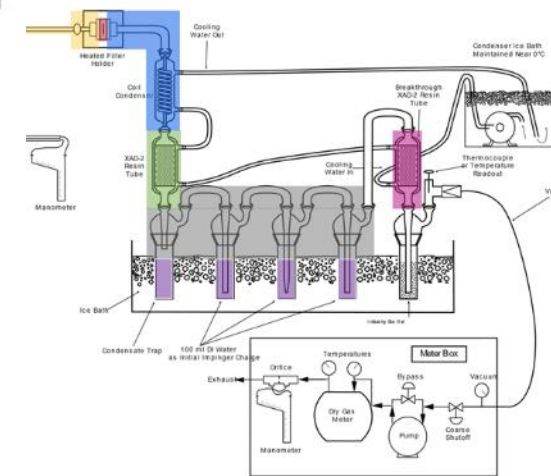 Cooling
Water Out
Condenser Ice Bath
Maintained Near 0°C
Heated Filter
Holder
Coil
Condenser
Breakthrough
XAD-2 Resin
Tube
XAD-2
Resin
Tube
Cooling
Water In
Thermocouple
or Temperature
Readout
Manometer
Ice Bath
Condensate Trap
100 ml DI Water
as Initial Impinger Charge
Meter Box
Temperatures
Orifice
Exhaust
Bypass
Vacuum
Dry Gas
Meter
Pump
Coarse
Shutoff
Manometer